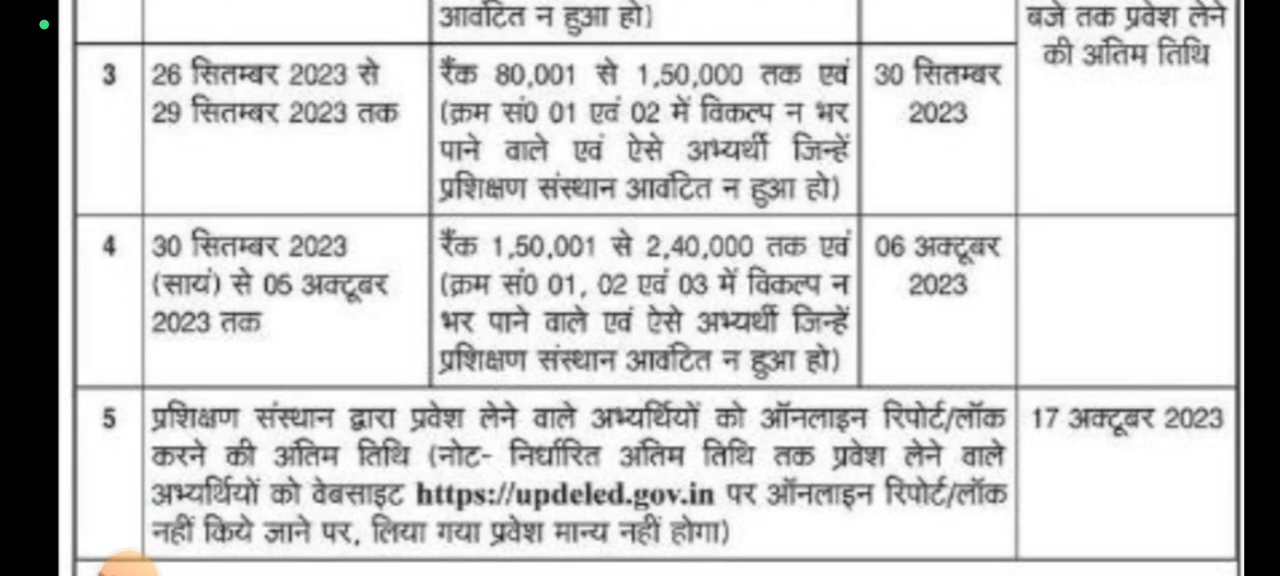 आवंटित न हुआ हो)
बजे तक प्रवेश लेने
की अंतिम तिथि
3
26 सितम्बर 2023 से
29 सितम्बर 2023 तक
रैंक 80,001 से 1,50,000 तक एवं
(क्रम सं0 01 एवं 02 में विकल्प न भर
पाने वाले एवं ऐसे अभ्यर्थी जिन्हें
प्रशिक्षण संस्थान आवंटित न हुआ हो)
30 सितम्बर
2023
4
30 सितम्बर 2023
(सायं) से 05 अक्टूबर
2023 तक
रैंक 1,50,001 से 2,40,000 तक एवं
(क्रम सं0 01, 02 एवं 03 में विकल्प न
भर पाने वाले एवं ऐसे अभ्यर्थी जिन्हें
प्रशिक्षण संस्थान आवंटित न हुआ हो)
06 अक्टूबर
2023
5
प्रशिक्षण संस्थान द्वारा प्रवेश लेने वाले अभ्यर्थियों को ऑनलाइन रिपोर्ट/लॉक
करने की अंतिम तिथि (नोट- निर्धारित अंतिम तिथि तक प्रवेश लेने वाले
अभ्यर्थियों को वेबसाइट https://updeled.gov.in पर ऑनलाइन रिपोर्ट/लॉक
नहीं किये जाने पर, लिया गया प्रवेश मान्य नहीं होगा)
17 अक्टूबर 2023